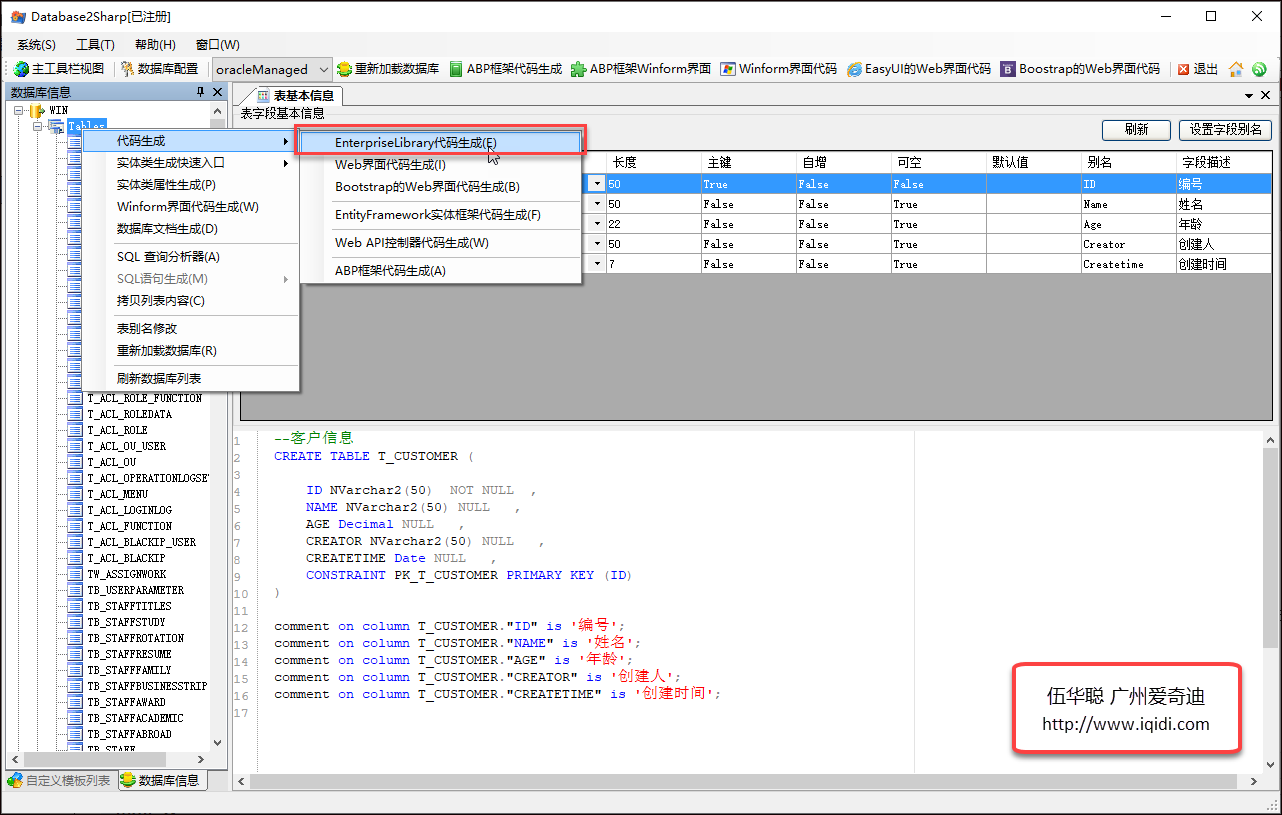 Database2Sharp[已注册]
系统(S) 工具(T) 帮助(H) 窗口(W)
主工具栏视图 数据库配置 oracleManaged 重新加载数据库 ABP框架代码生成 ABP框架Winform界面 Winform界面代码 EasyUI的Web界面代码 Boostrap的Web界面代码 退出
数据库信息
WIN
Tables
代码生成
实体类生成快速入口
实体类属性生成(P)
Winform界面代码生成(W)
数据库文档生成(D)
SQL 查询分析器(A)
SQL语句生成(M)
拷贝列表内容(C)
表别名修改
重新加载数据库(R)
刷新数据库列表
EnterpriseLibrary代码生成(E)
Web界面代码生成(I)
Bootstrap的Web界面代码生成(B)
EntityFramework实体框架代码生成(F)
Web API控制器代码生成(W)
ABP框架代码生成(A)
T_ACL_ROLE_FUNCTION
T_ACL_ROLEDATA
T_ACL_ROLE
T_ACL_OU_USER
T_ACL_OU
T_ACL_OPERATIONLOGSE
T_ACL_MENU
T_ACL_LOGINLOG
T_ACL_FUNCTION
T_ACL_BLACKIP_USER
T_ACL_BLACKIP
TW_ASSIGNWORK
TB_USERPARAMETER
TB_STAFFTITLES
TB_STAFFSTUDY
TB_STAFFROTATION
TB_STAFFRESUME
TB_STAFFFAMILY
TB_STAFFBUSINESSTRIP
TB_STAFFAWARD
TB_STAFFACADEMIC
TB_STAFFABROAD
TB_STAFF
自定义模板列表 数据库信息
表基本信息
表字段基本信息
刷新 设置字段别名
长度 主键 自增 可空 默认值 别名 字段描述
50 True False False ID 编号
50 False False True Name 姓名
22 False False True Age 年龄
50 False False True Creator 创建人
7 False False True Createtime 创建时间
1 --客户信息
2 CREATE TABLE T_CUSTOMER (
3
4 ID NVarchar2(50) NOT NULL ,
5 NAME NVarchar2(50) NULL ,
6 AGE Decimal NULL ,
7 CREATOR NVarchar2(50) NULL ,
8 CREATETIME Date NULL ,
9 CONSTRAINT PK_T_CUSTOMER PRIMARY KEY (ID)
10 )
11
12 comment on column T_CUSTOMER."ID" is '编号';
13 comment on column T_CUSTOMER."NAME" is '姓名';
14 comment on column T_CUSTOMER."AGE" is '年龄';
15 comment on column T_CUSTOMER."CREATOR" is '创建人';
16 comment on column T_CUSTOMER."CREATETIME" is '创建时间';
17
伍华聪 广州爱奇迪
http://www.iqidi.com